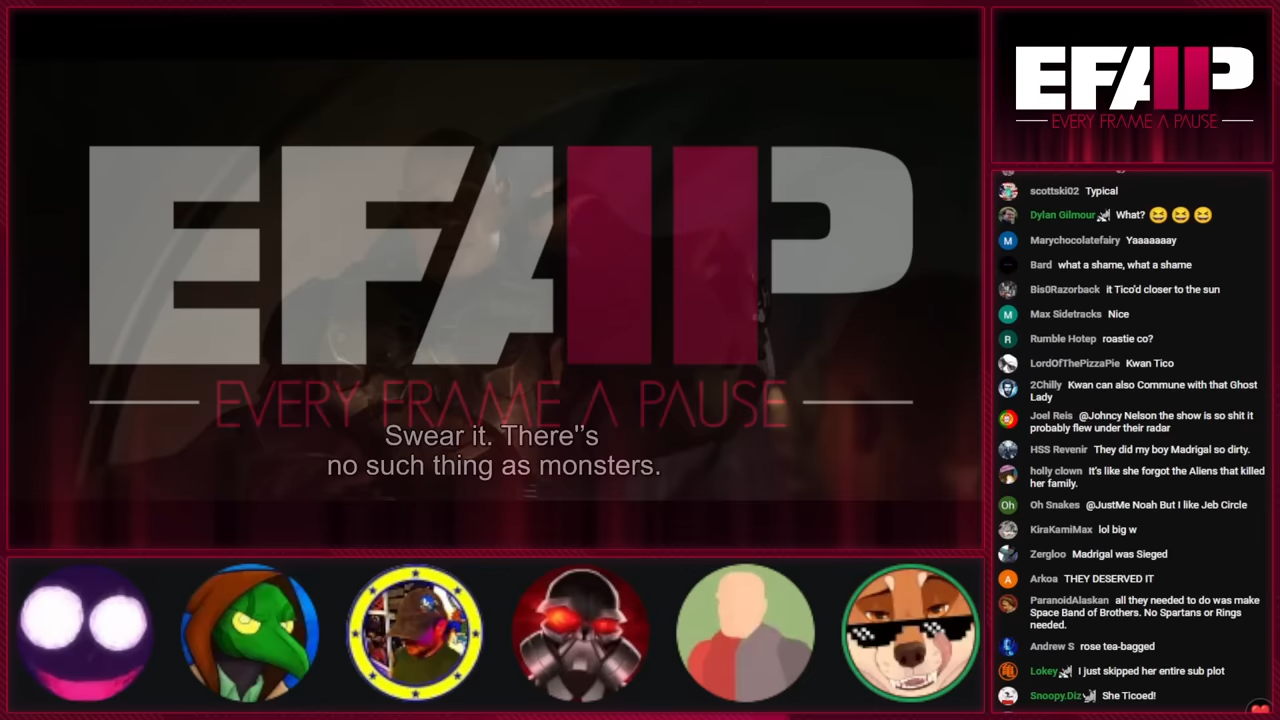 EFAP
EVERY FRAME A PAUSE
Swear it. There"s
no such thing as monsters.
EFAP
EVERY FRAME A PAUSE
scottski02 Typical
Dylan Gilmour What? 😆 😆 😆
M Marychocolatefairy Yaaaaaaay
Bard what a shame, what a shame
Bis0Razorback it Tico'd closer to the sun
M Max Sidetracks Nice
R Rumble Hotep roastie co?
LordOfThePizzaPie Kwan Tico
2Chilly Kwan can also Commune with that Ghost
Lady
Joel Reis @Johncy Nelson the show is so shit it
probably flew under their radar
HSS Revenir They did my boy Madrigal so dirty.
holly clown It's like she forgot the Aliens that killed
her family.
Oh Oh Snakes @JustMe Noah But I like Jeb Circle
KiraKamiMax lol big w
Zergloo Madrigal was Sieged
A Arkoa THEY DESERVED IT
ParanoidAlaskan all they needed to do was make
Space Band of Brothers. No Spartans or Rings
needed.
Andrew S rose tea-bagged
Lokey I just skipped her entire sub plot
Snoopy.Diz She Ticoed!